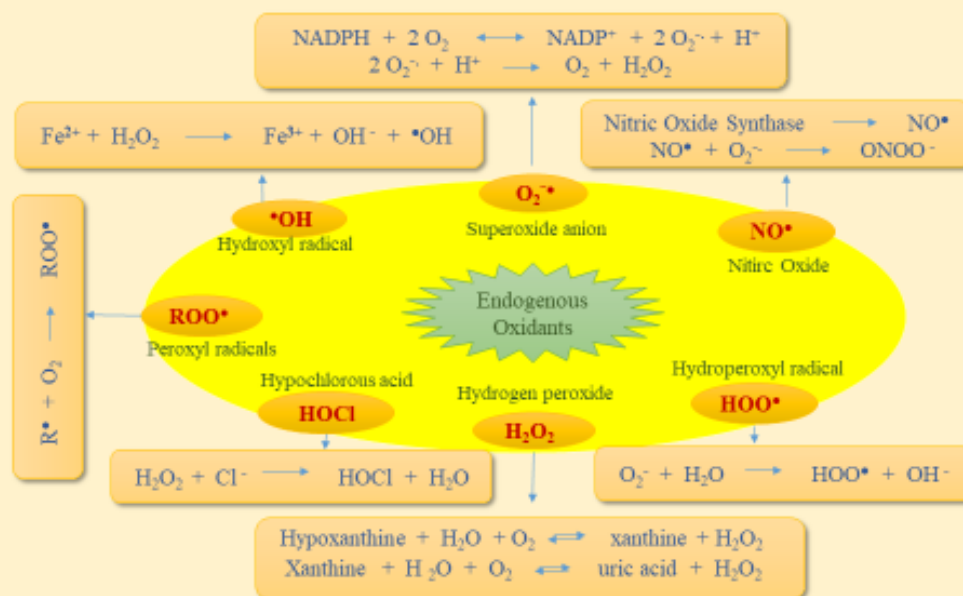 NADPH + 2 O₂ ⟷ NADP⁺ + 2 O₂⁻· + H⁺
2 O₂⁻· + H⁺ ⟶ O₂ + H₂O₂
Fe²⁺ + H₂O₂ ⟶ Fe³⁺ + OH⁻ + •OH
Nitric Oxide Synthase ⟶ NO•
NO• + O₂⁻· ⟶ ONOO⁻
•OH
Hydroxyl radical
O₂⁻•
Superoxide anion
NO•
Nitirc Oxide
R• + O₂ ⟶ ROO•
ROO•
Peroxyl radicals
Endogenous
Oxidants
Hypochlorous acid
HOCl
Hydrogen peroxide
H₂O₂
Hydroperoxyl radical
HOO•
H₂O₂ + Cl⁻ ⟶ HOCl + H₂O
O₂⁻ + H₂O ⟶ HOO• + OH⁻
Hypoxanthine + H₂O + O₂ ⇌ xanthine + H₂O₂
Xanthine + H₂O + O₂ ⇌ uric acid + H₂O₂